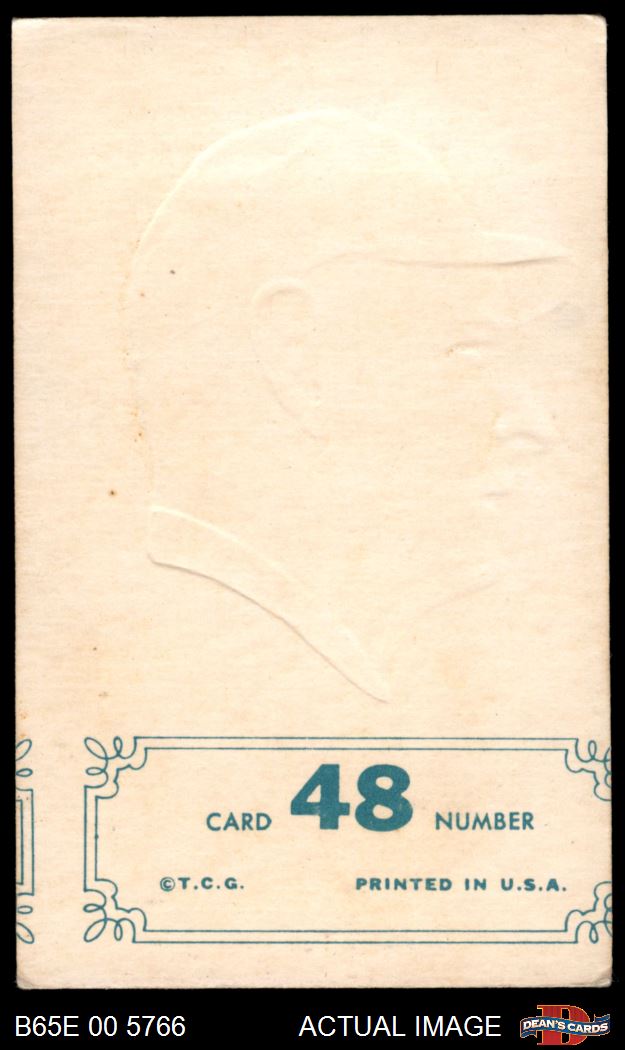 CARD 48 NUMBER
©T.C.G. PRINTED IN U.S.A.
B65E 00 5766 ACTUAL IMAGE DEAN'S CARDS